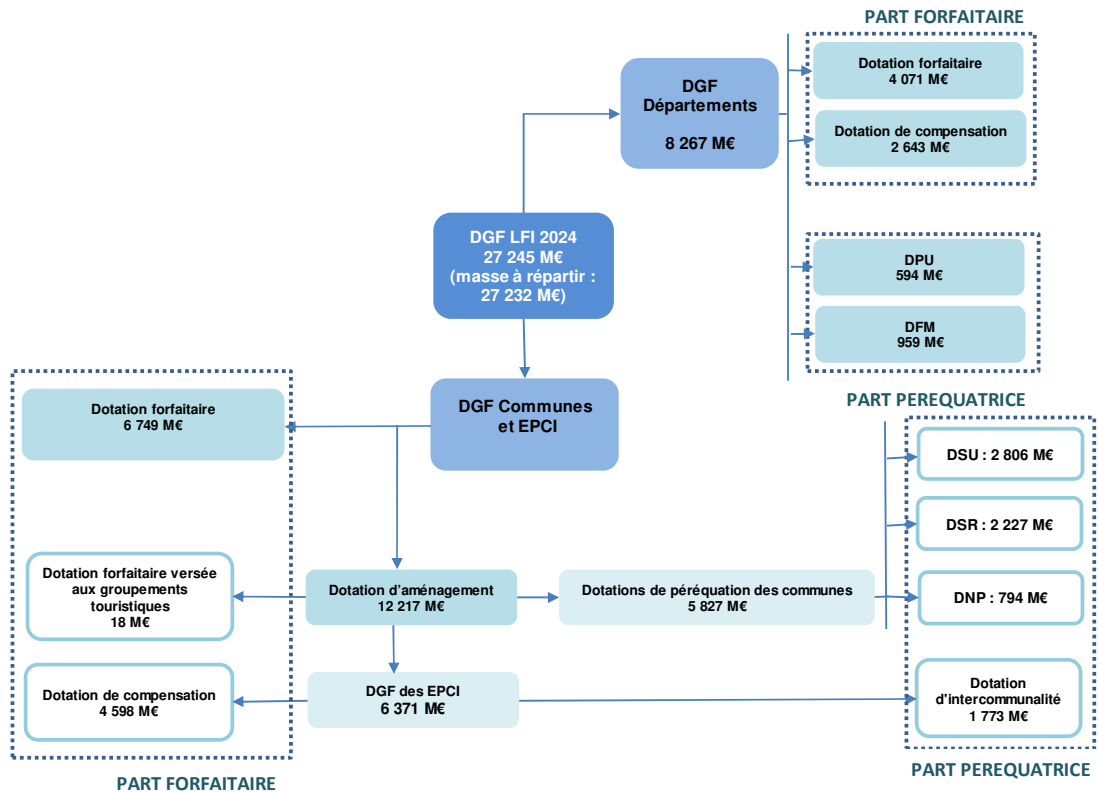 PART FORFAITAIRE
Dotation forfaitaire
4 071 M€
DGF
Départements
8 267 M€
Dotation de compensation
2 643 M€
DGF LFI 2024
27 245 M€
(masse à répartir :
27 232 M€)
DPU
594 M€
DFM
959 M€
PART PEREQUATRICE
Dotation forfaitaire
6 749 M€
DGF Communes
et EPCI
DSU : 2 806 M€
DSR : 2 227 M€
Dotation forfaitaire versée
aux groupements
touristiques
18 M€
Dotation d'aménagement
12 217 M€
Dotations de péréquation des communes
5 827 M€
DNP : 794 M€
Dotation de compensation
4 598 M€
DGF des EPCI
6 371 M€
Dotation
d'intercommunalité
1 773 M€
PART FORFAITAIRE
PART PEREQUATRICE